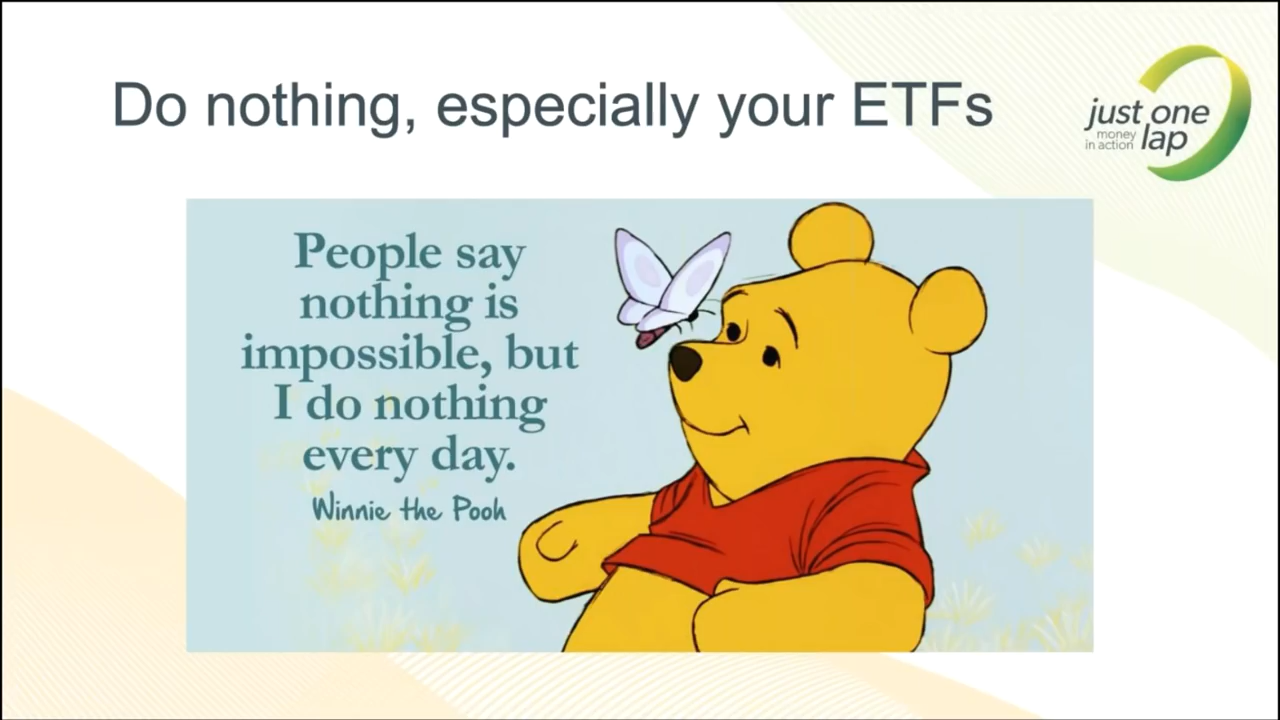 Do nothing, especially your ETFs
just one
money
in action lap
People say
nothing is
impossible, but
I do nothing
every day.
Winnie the Pooh